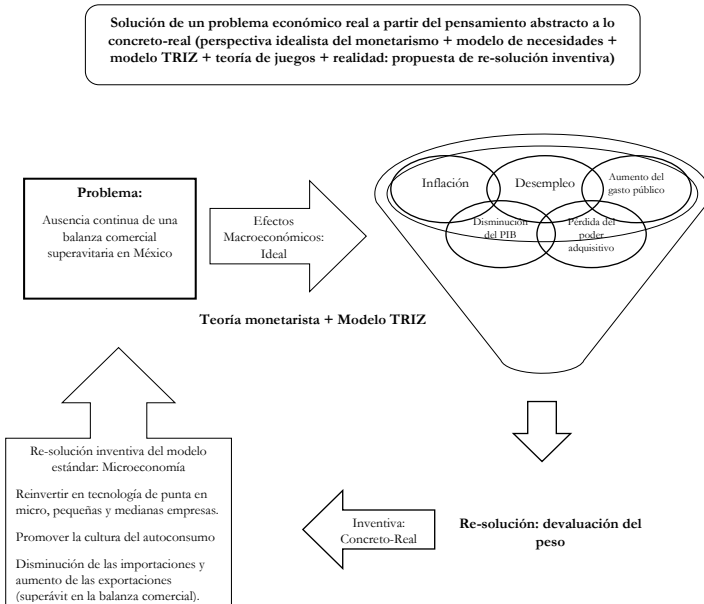 Solución de un problema económico real a partir del pensamiento abstracto a lo
concreto-real (perspectiva idealista del monetarismo + modelo de necesidades +
modelo TRIZ + teoría de juegos + realidad: propuesta de re-solución inventiva)
Problema:
Ausencia continua de una
balanza comercial
superavitaria en México
Efectos
Macroeconómicos:
Ideal
Inflación
Desempleo
Aumento del
gasto público
Disminución
del PIB
Pérdida del
poder
adquisitivo
Teoría monetarista + Modelo TRIZ
Re-solución: devaluación del
peso
Inventiva:
Concreto-Real
Re-solución inventiva del modelo
estándar: Microeconomía
Reinvertir en tecnología de punta en
micro, pequeñas y medianas empresas.
Promover la cultura del autoconsumo
Disminución de las importaciones y
aumento de las exportaciones
(superávit en la balanza comercial).